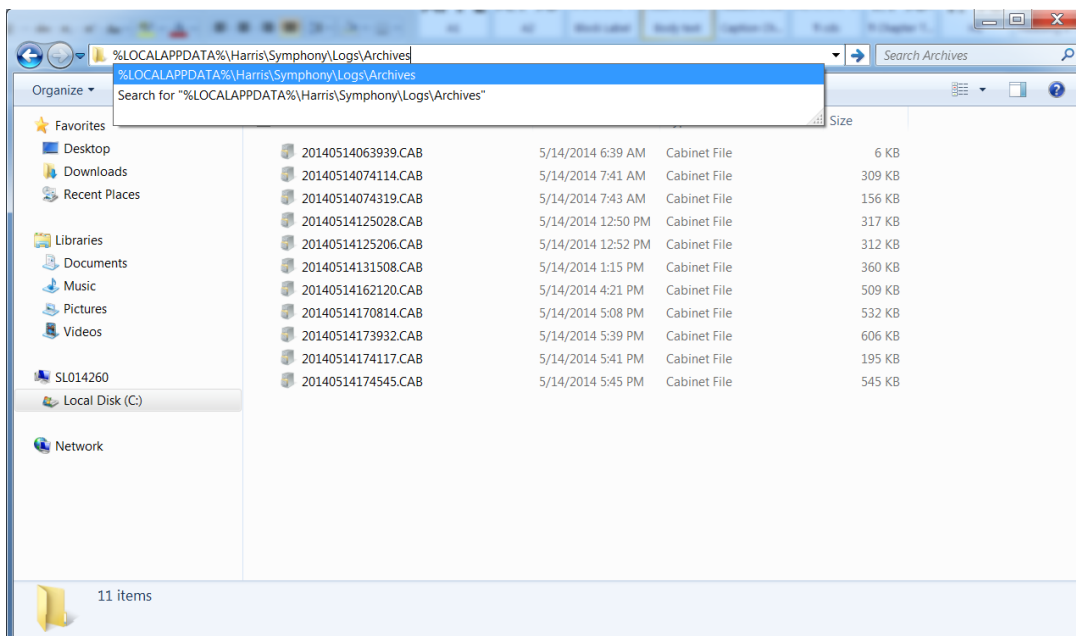 %LOCALAPPDATA%\Harris\Symphony\Logs\Archives
Search Archives
%LOCALAPPDATA%\Harris\Symphony\Logs\Archives
Search for "%LOCALAPPDATA%\Harris\Symphony\Logs\Archives"
Organize
Size
Favorites
Desktop
Downloads
Recent Places
Libraries
Documents
Music
Pictures
Videos
SL014260
Local Disk (C:)
Network
20140514063939.CAB 5/14/2014 6:39 AM Cabinet File 6 KB
20140514074114.CAB 5/14/2014 7:41 AM Cabinet File 309 KB
20140514074319.CAB 5/14/2014 7:43 AM Cabinet File 156 KB
20140514125028.CAB 5/14/2014 12:50 PM Cabinet File 317 KB
20140514125206.CAB 5/14/2014 12:52 PM Cabinet File 312 KB
20140514131508.CAB 5/14/2014 1:15 PM Cabinet File 360 KB
20140514162120.CAB 5/14/2014 4:21 PM Cabinet File 509 KB
20140514170814.CAB 5/14/2014 5:08 PM Cabinet File 532 KB
20140514173932.CAB 5/14/2014 5:39 PM Cabinet File 606 KB
20140514174117.CAB 5/14/2014 5:41 PM Cabinet File 195 KB
20140514174545.CAB 5/14/2014 5:45 PM Cabinet File 545 KB
11 items